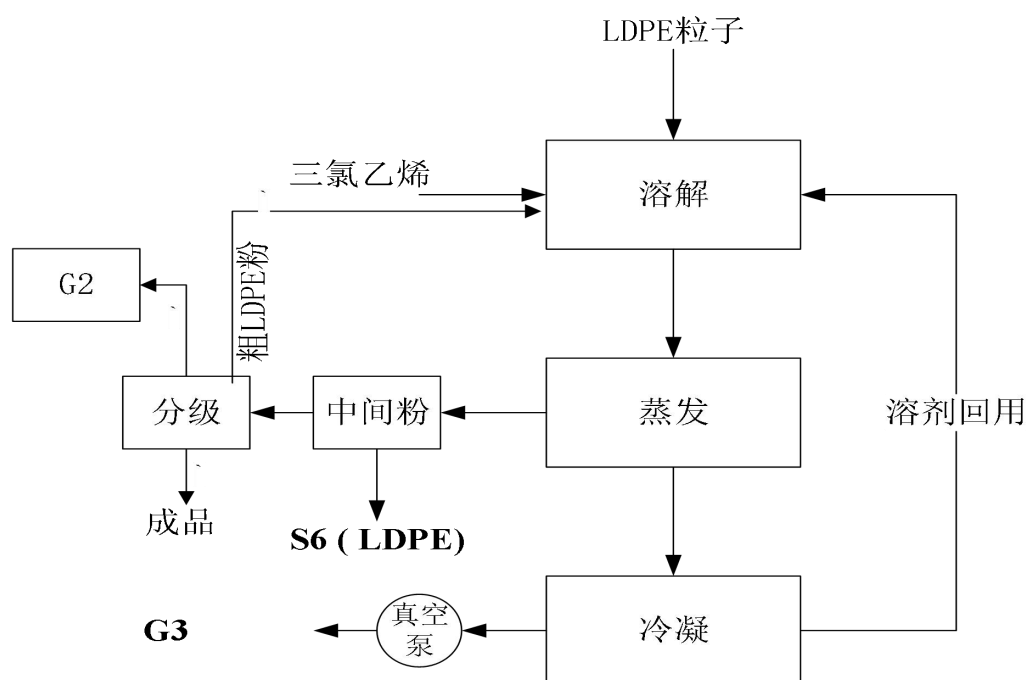 LDPE粒子
三氯乙烯
溶解
G2
粗LDPE粉
分级
中间粉
蒸发
溶剂回用
成品
S6 ( LDPE)
G3
真空
泵
冷凝